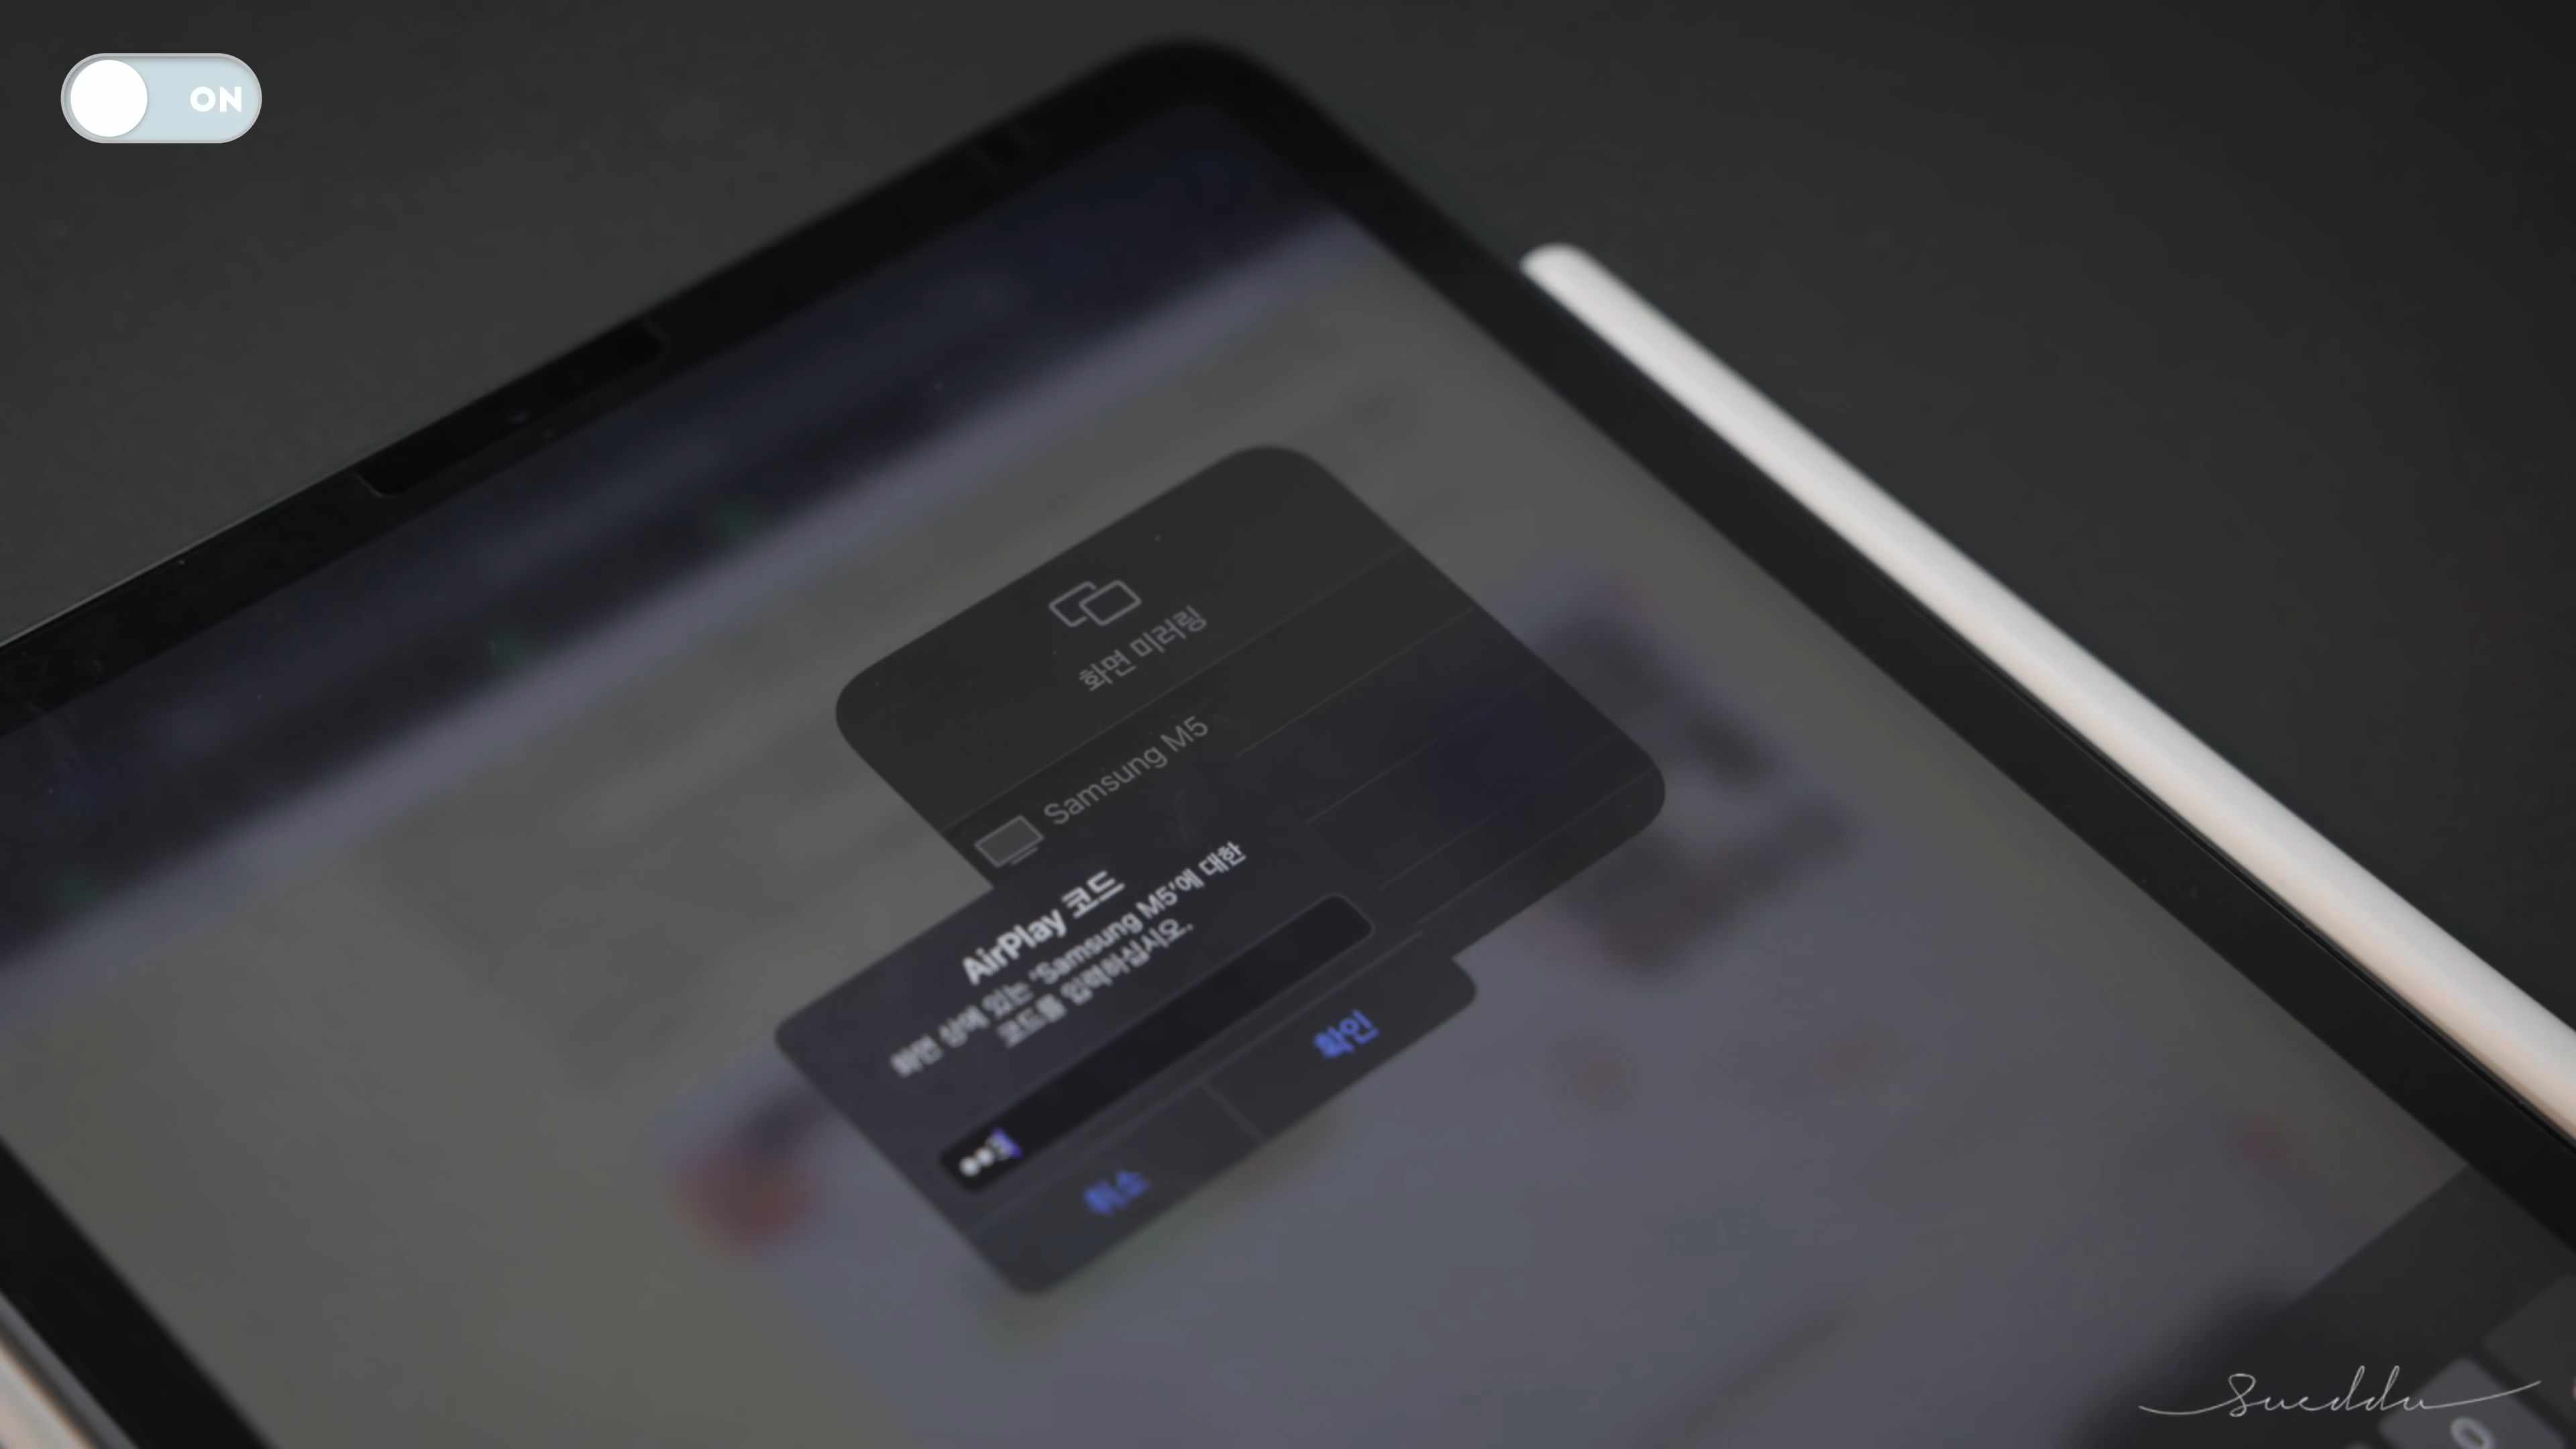 ON
화면 미러링
Samsung M5
AirPlay 코드
화면 상에 있는 'Samsung M5'에 대한
코드를 입력하십시오.
취소
확인
Sueddu